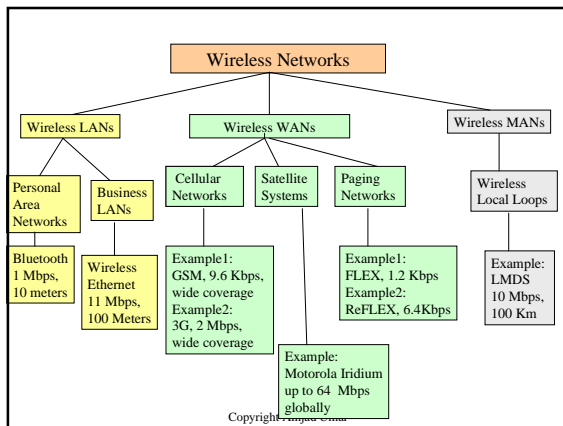 Wireless Networks
Wireless LANs
Wireless WANs
Wireless MANs
Personal
Area
Networks
Business
LANs
Cellular
Networks
Satellite
Systems
Paging
Networks
Wireless
Local Loops
Bluetooth
1 Mbps,
10 meters
Wireless
Ethernet
11 Mbps,
100 Meters
Example1:
GSM, 9.6 Kbps,
wide coverage
Example2:
3G, 2 Mbps,
wide coverage
Example1:
FLEX, 1.2 Kbps
Example2:
ReFLEX, 6.4Kbps
Example:
LMDS
10 Mbps,
100 Km
Example:
Motorola Iridium
up to 64 Mbps
globally
Copyright